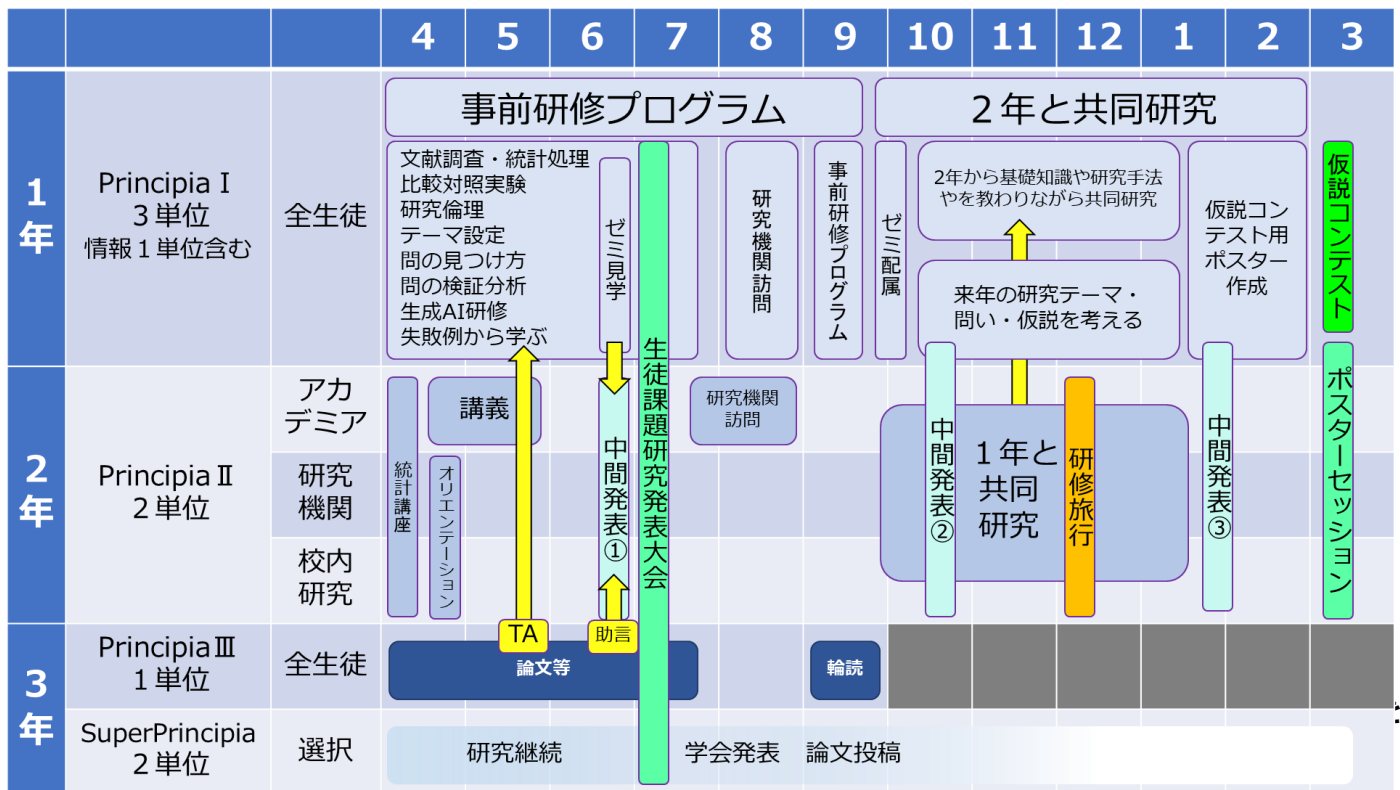 4 5 6 7 8 9 10 11 12 1 2 3
1
年
Principia Ⅰ
3単位
情報1単位含む
全生徒
事前研修プログラム
2年と共同研究
文献調査・統計処理
比較対照実験
研究倫理
テーマ設定
問の見つけ方
問の検証分析
生成AI研修
失敗例から学ぶ
ゼミ見学
生徒課題研究発表大会
研究機関訪問
事前研修プログラム
ゼミ配属
2年から基礎知識や研究手法
やを教わりながら共同研究
来年の研究テーマ・
問い・仮説を考える
仮説コン
テスト用
ポスター
作成
仮説コンテスト
2
年
Principia Ⅱ
2単位
アカ
デミア
研究
機関
校内
研究
統計講座
講義
オリエンテーション
中間発表①
研究機関
訪問
中間発表②
1年と
共同
研究
研修旅行
中間発表③
ポスターセッション
3
年
Principia Ⅲ
1単位
全生徒
TA
助言
論文等
輪読
SuperPrincipia
2単位
選択
研究継続
学会発表 論文投稿